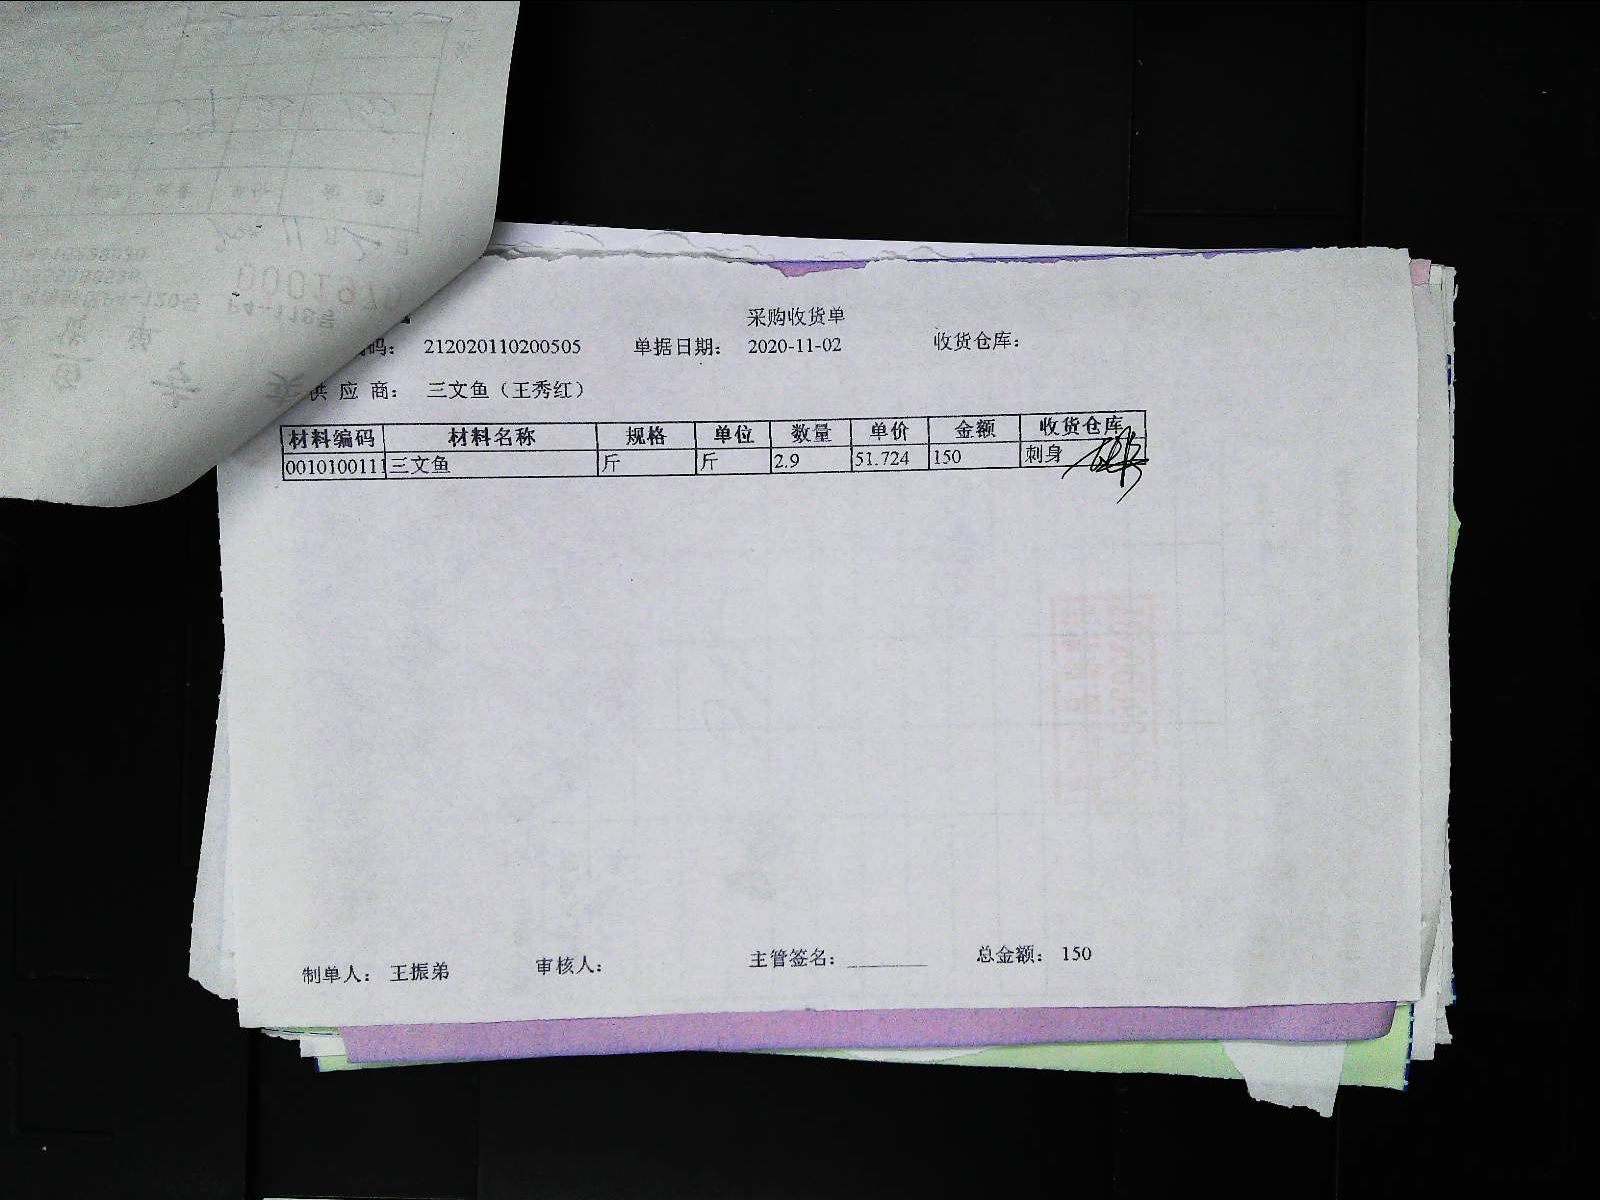 采购收货单
码： 212020110200505 单据日期： 2020-11-02 收货仓库：
供 应 商： 三文鱼（王秀红）
材料编码 材料名称 规格 单位 数量 单价 金额 收货仓库
0010100111 三文鱼 斤 斤 2.9 51.724 150 刺身
制单人： 王振弟 审核人： 主管签名：________ 总金额： 150